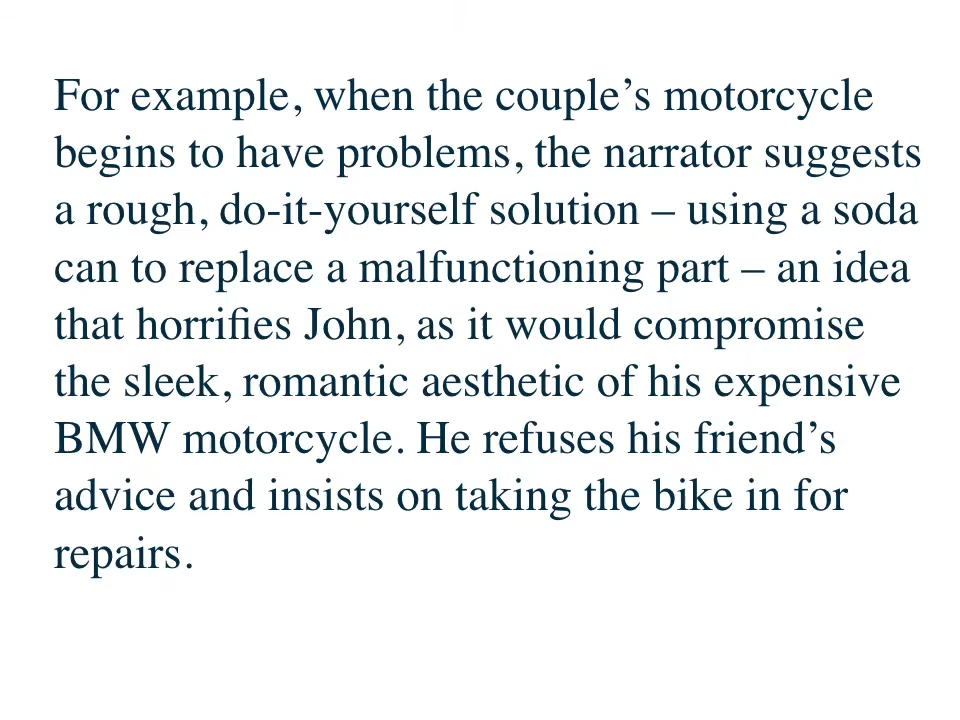 For example, when the couple’s motorcycle
begins to have problems, the narrator suggests
a rough, do-it-yourself solution – using a soda
can to replace a malfunctioning part – an idea
that horrifies John, as it would compromise
the sleek, romantic aesthetic of his expensive
BMW motorcycle. He refuses his friend’s
advice and insists on taking the bike in for
repairs.